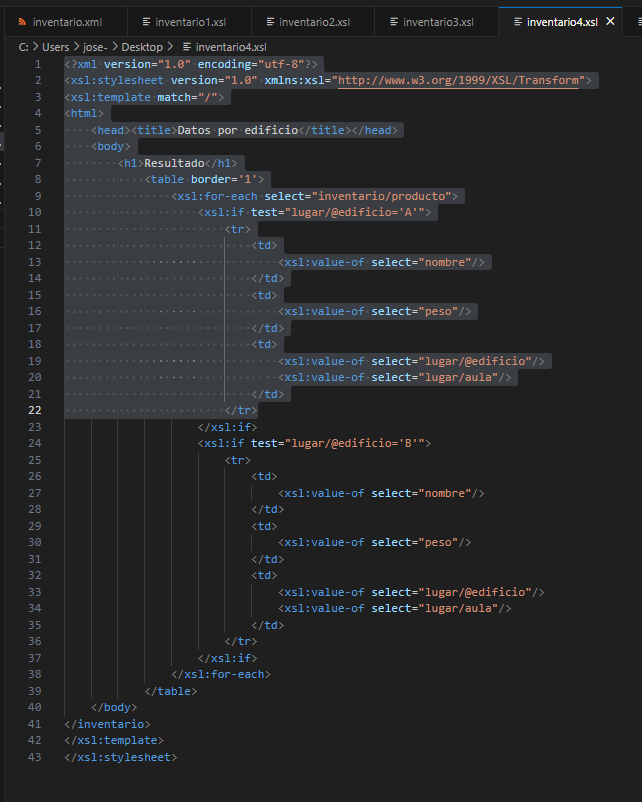 inventario.xml inventario1.xsl inventario2.xsl inventario3.xsl inventario4.xsl
C: > Users > jose- > Desktop > inventario4.xsl
1 <?xml version="1.0" encoding="utf-8"?>
2 <xsl:stylesheet version="1.0" xmlns:xsl="http://www.w3.org/1999/XSL/Transform">
3 <xsl:template match="/">
4 <html>
5 <head><title>Datos por edificio</title></head>
6 <body>
7 <h1>Resultado</h1>
8 <table border='1'>
9 <xsl:for-each select="inventario/producto">
10 <xsl:if test="lugar/@edificio='A'">
11 <tr>
12 <td>
13 <xsl:value-of select="nombre"/>
14 </td>
15 <td>
16 <xsl:value-of select="peso"/>
17 </td>
18 <td>
19 <xsl:value-of select="lugar/@edificio"/>
20 <xsl:value-of select="lugar/aula"/>
21 </td>
22 </tr>
23 </xsl:if>
24 <xsl:if test="lugar/@edificio='B'">
25 <tr>
26 <td>
27 <xsl:value-of select="nombre"/>
28 </td>
29 <td>
30 <xsl:value-of select="peso"/>
31 </td>
32 <td>
33 <xsl:value-of select="lugar/@edificio"/>
34 <xsl:value-of select="lugar/aula"/>
35 </td>
36 </tr>
37 </xsl:if>
38 </xsl:for-each>
39 </table>
40 </body>
41 </inventario>
42 </xsl:template>
43 </xsl:stylesheet>